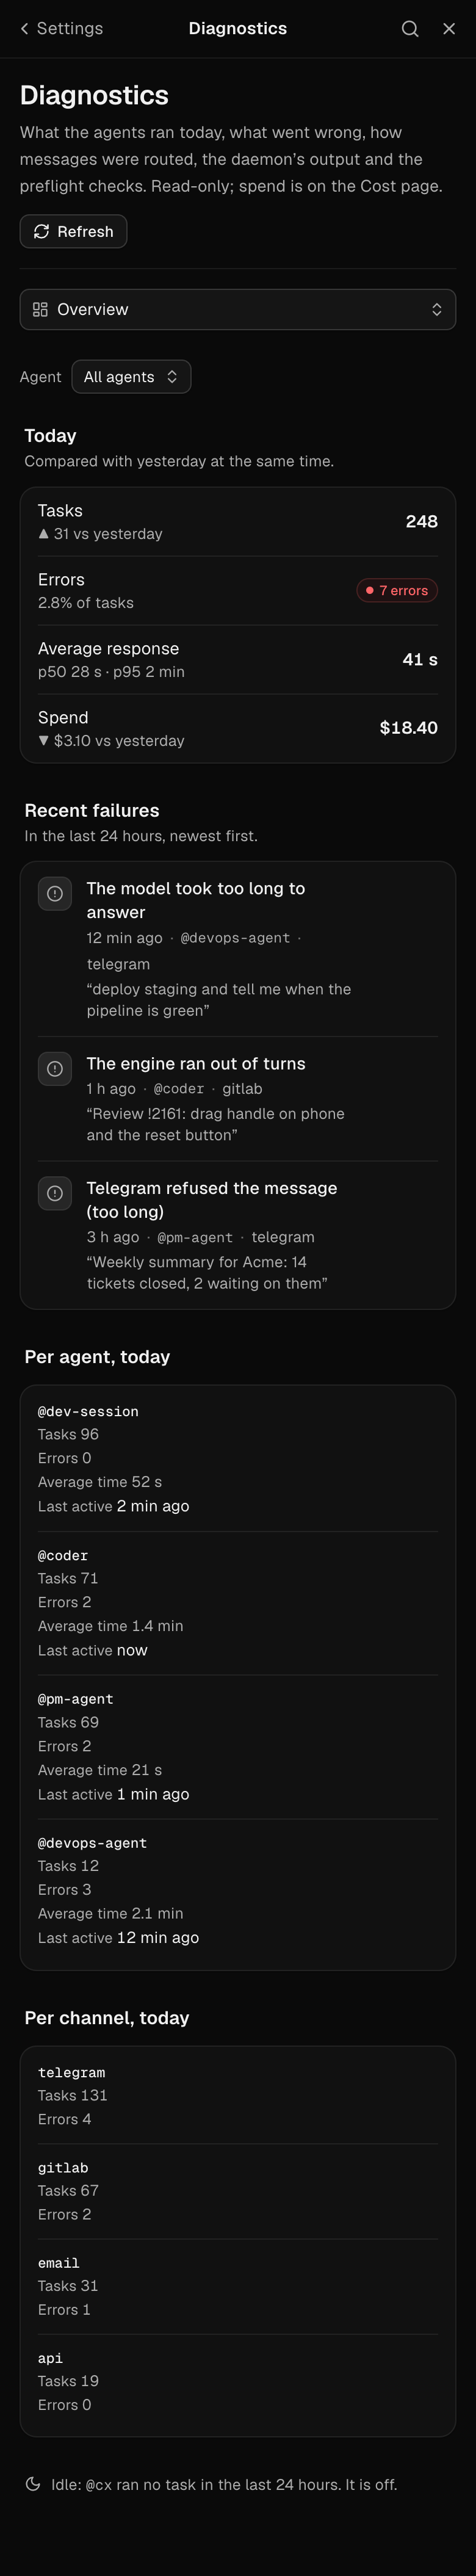 Settings
Diagnostics
Diagnostics
What the agents ran today, what went wrong, how
messages were routed, the daemon’s output and the
preflight checks. Read-only; spend is on the Cost page.
Refresh
Overview
Agent All agents
Today
Compared with yesterday at the same time.
Tasks
▲ 31 vs yesterday
248
Errors
2.8% of tasks
7 errors
Average response
p50 28 s · p95 2 min
41 s
Spend
▼ $3.10 vs yesterday
$18.40
Recent failures
In the last 24 hours, newest first.
The model took too long to
answer
12 min ago · @devops-agent ·
telegram
“deploy staging and tell me when the
pipeline is green”
The engine ran out of turns
1 h ago · @coder · gitlab
“Review !2161: drag handle on phone
and the reset button”
Telegram refused the message
(too long)
3 h ago · @pm-agent · telegram
“Weekly summary for Acme: 14
tickets closed, 2 waiting on them”
Per agent, today
@dev-session
Tasks 96
Errors 0
Average time 52 s
Last active 2 min ago
@coder
Tasks 71
Errors 2
Average time 1.4 min
Last active now
@pm-agent
Tasks 69
Errors 2
Average time 21 s
Last active 1 min ago
@devops-agent
Tasks 12
Errors 3
Average time 2.1 min
Last active 12 min ago
Per channel, today
telegram
Tasks 131
Errors 4
gitlab
Tasks 67
Errors 2
email
Tasks 31
Errors 1
api
Tasks 19
Errors 0
Idle: @cx ran no task in the last 24 hours. It is off.